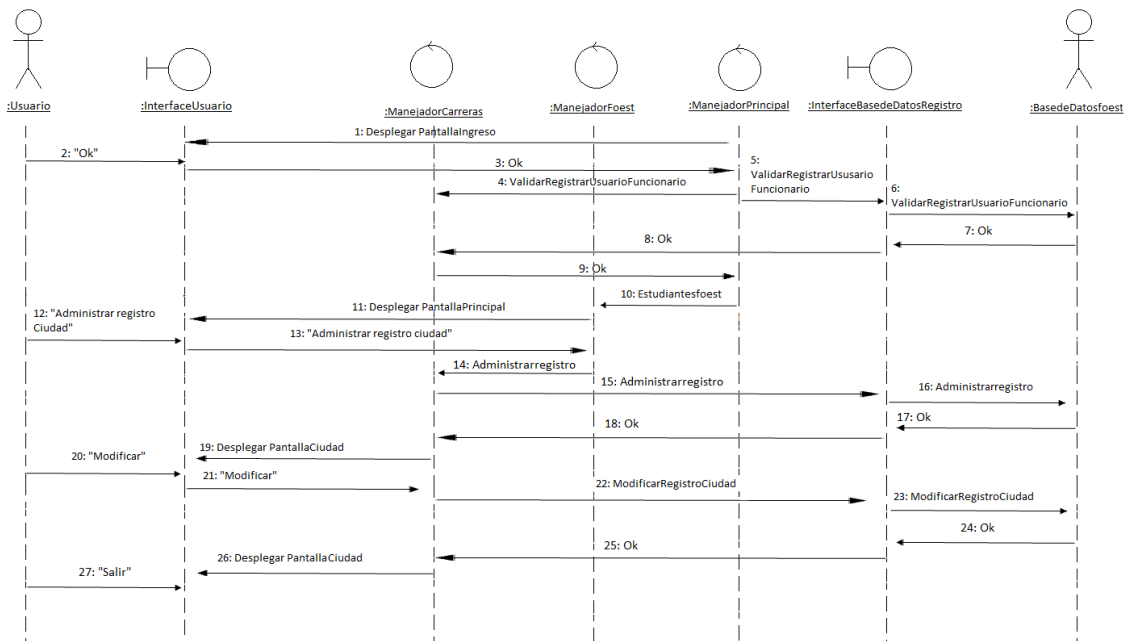 :Usuario
:InterfaceUsuario
:ManejadorCarreras
:ManejadorFoest
:ManejadorPrincipal
:InterfaceBasedeDatosRegistro
:BasedeDatosfoest
1: Desplegar PantallaIngreso
2: "Ok"
3: Ok
4: ValidarRegistrarUsuarioFuncionario
5:
ValidarRegistrarUsusario
Funcionario
6:
ValidarRegistrarUsuarioFuncionario
7: Ok
8: Ok
9: Ok
10: Estudiantesfoest
11: Desplegar PantallaPrincipal
12: "Administrar registro
Ciudad"
13: "Administrar registro ciudad"
14: Administrarregistro
15: Administrarregistro
16: Administrarregistro
17: Ok
18: Ok
19: Desplegar PantallaCiudad
20: "Modificar"
21: "Modificar"
22: ModificarRegistroCiudad
23: ModificarRegistroCiudad
24: Ok
25: Ok
26: Desplegar PantallaCiudad
27: "Salir"